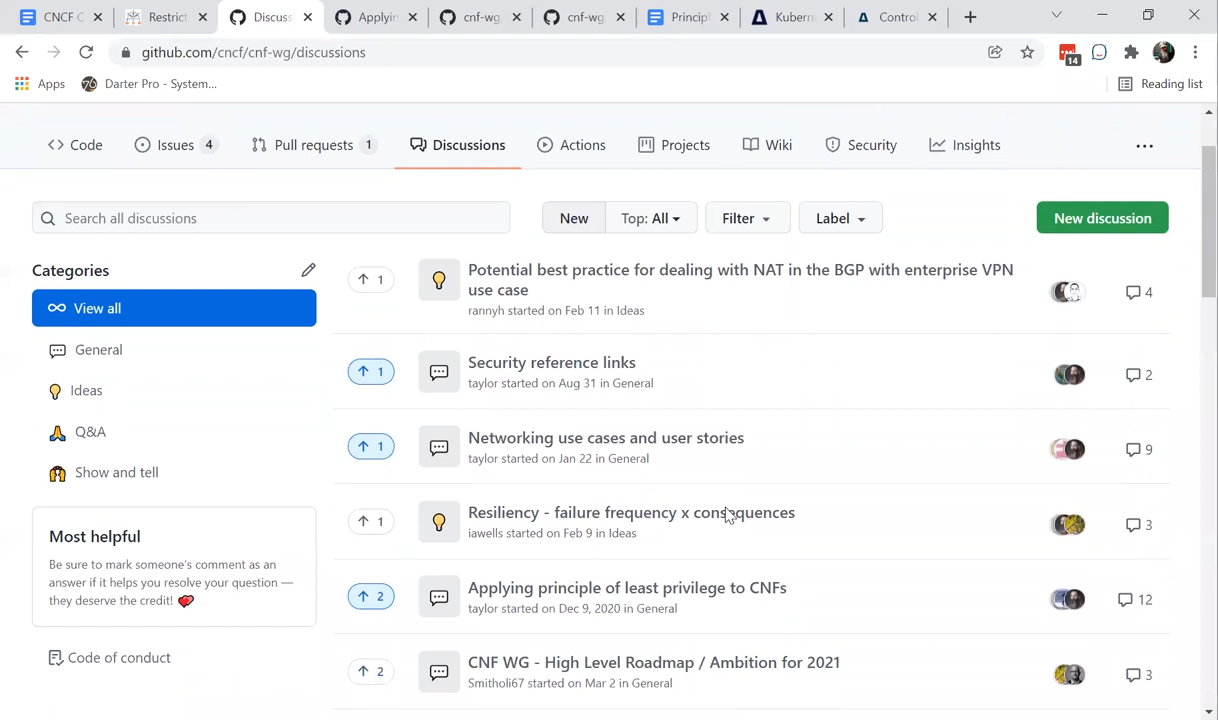 CNCF C
Restrict
Discuss
Applyin
cnf-wg
cnf-wg
Principl
Kuberm
Control
github.com/cncf/cnf-wg/discussions
14
Apps
Darter Pro - System...
Reading list
<> Code
Issues 4
Pull requests 1
Discussions
Actions
Projects
Wiki
Security
Insights
Search all discussions
New
Top: All
Filter
Label
New discussion
Categories
View all
General
Ideas
Q&A
Show and tell
Most helpful
Be sure to mark someone's comment as
an answer if it helps you resolve your question —
they deserve the credit!
Code of conduct
1
Potential best practice for dealing with NAT in the BGP with enterprise VPN
use case
rannyh started on Feb 11 in Ideas
4
1
Security reference links
taylor started on Aug 31 in General
2
1
Networking use cases and user stories
taylor started on Jan 22 in General
9
1
Resiliency - failure frequency x consequences
iawells started on Feb 9 in Ideas
3
2
Applying principle of least privilege to CNFs
taylor started on Dec 9, 2020 in General
12
2
CNF WG - High Level Roadmap / Ambition for 2021
Smitholi67 started on Mar 2 in General
3